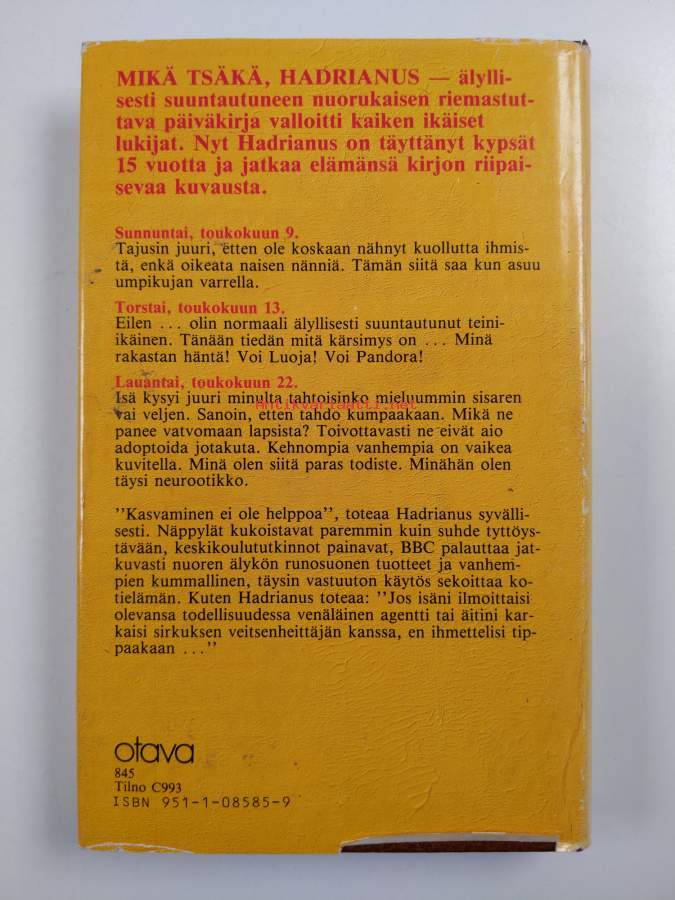 MIKÄ TSÄKÄ, HADRIANUS — älylli-
sesti suuntautuneen nuorukaisen riemastut-
tava päiväkirja valloitti kaiken ikäiset
lukijat. Nyt Hadrianus on täyttänyt kypsät
15 vuotta ja jatkaa elämänsä kirjon riipai-
sevaa kuvausta.
Sunnuntai, toukokuun 9.
Tajusin juuri, etten ole koskaan nähnyt kuollutta ihmis-
tä, enkä oikeata naisen nänniä. Tämän siitä saa kun asuu
umpikujan varrella.
Torstai, toukokuun 13.
Eilen ... olin normaali älyllisesti suuntautunut teini-
ikäinen. Tänään tiedän mitä kärsimys on ... Minä
rakastan häntä! Voi Luoja! Voi Pandora!
Lauantai, toukokuun 22.
Isä kysyi juuri minulta tahtoisinko mieluummin sisaren
vai veljen. Sanoin, etten tahdo kumpaakaan. Mikä ne
panee vatvomaan lapsista? Toivottavasti ne eivät aio
adoptoida jotakuta. Kehnompia vanhempia on vaikea
kuvitella. Minä olen siitä paras todiste. Minähän olen
täysi neurootikko.
Antikvariaatti.net
"Kasvaminen ei ole helppoa", toteaa Hadrianus syvälli-
sesti. Näppylät kukoistavat paremmin kuin suhde tyttöys-
tävään, keskikoulututkinnot painavat, BBC palauttaa jat-
kuvasti nuoren älykön runosuonen tuotteet ja vanhem-
pien kummallinen, täysin vastuuton käytös sekoittaa ko-
tielämän. Kuten Hadrianus toteaa: "Jos isäni ilmoittaisi
olevansa todellisuudessa venäläinen agentti tai äitini kar-
kaisi sirkuksen veitsenheittäjän kanssa, en ihmettelisi tip-
paakaan ..."
otava
845
Tilno C993
ISBN 951-1-08585-9